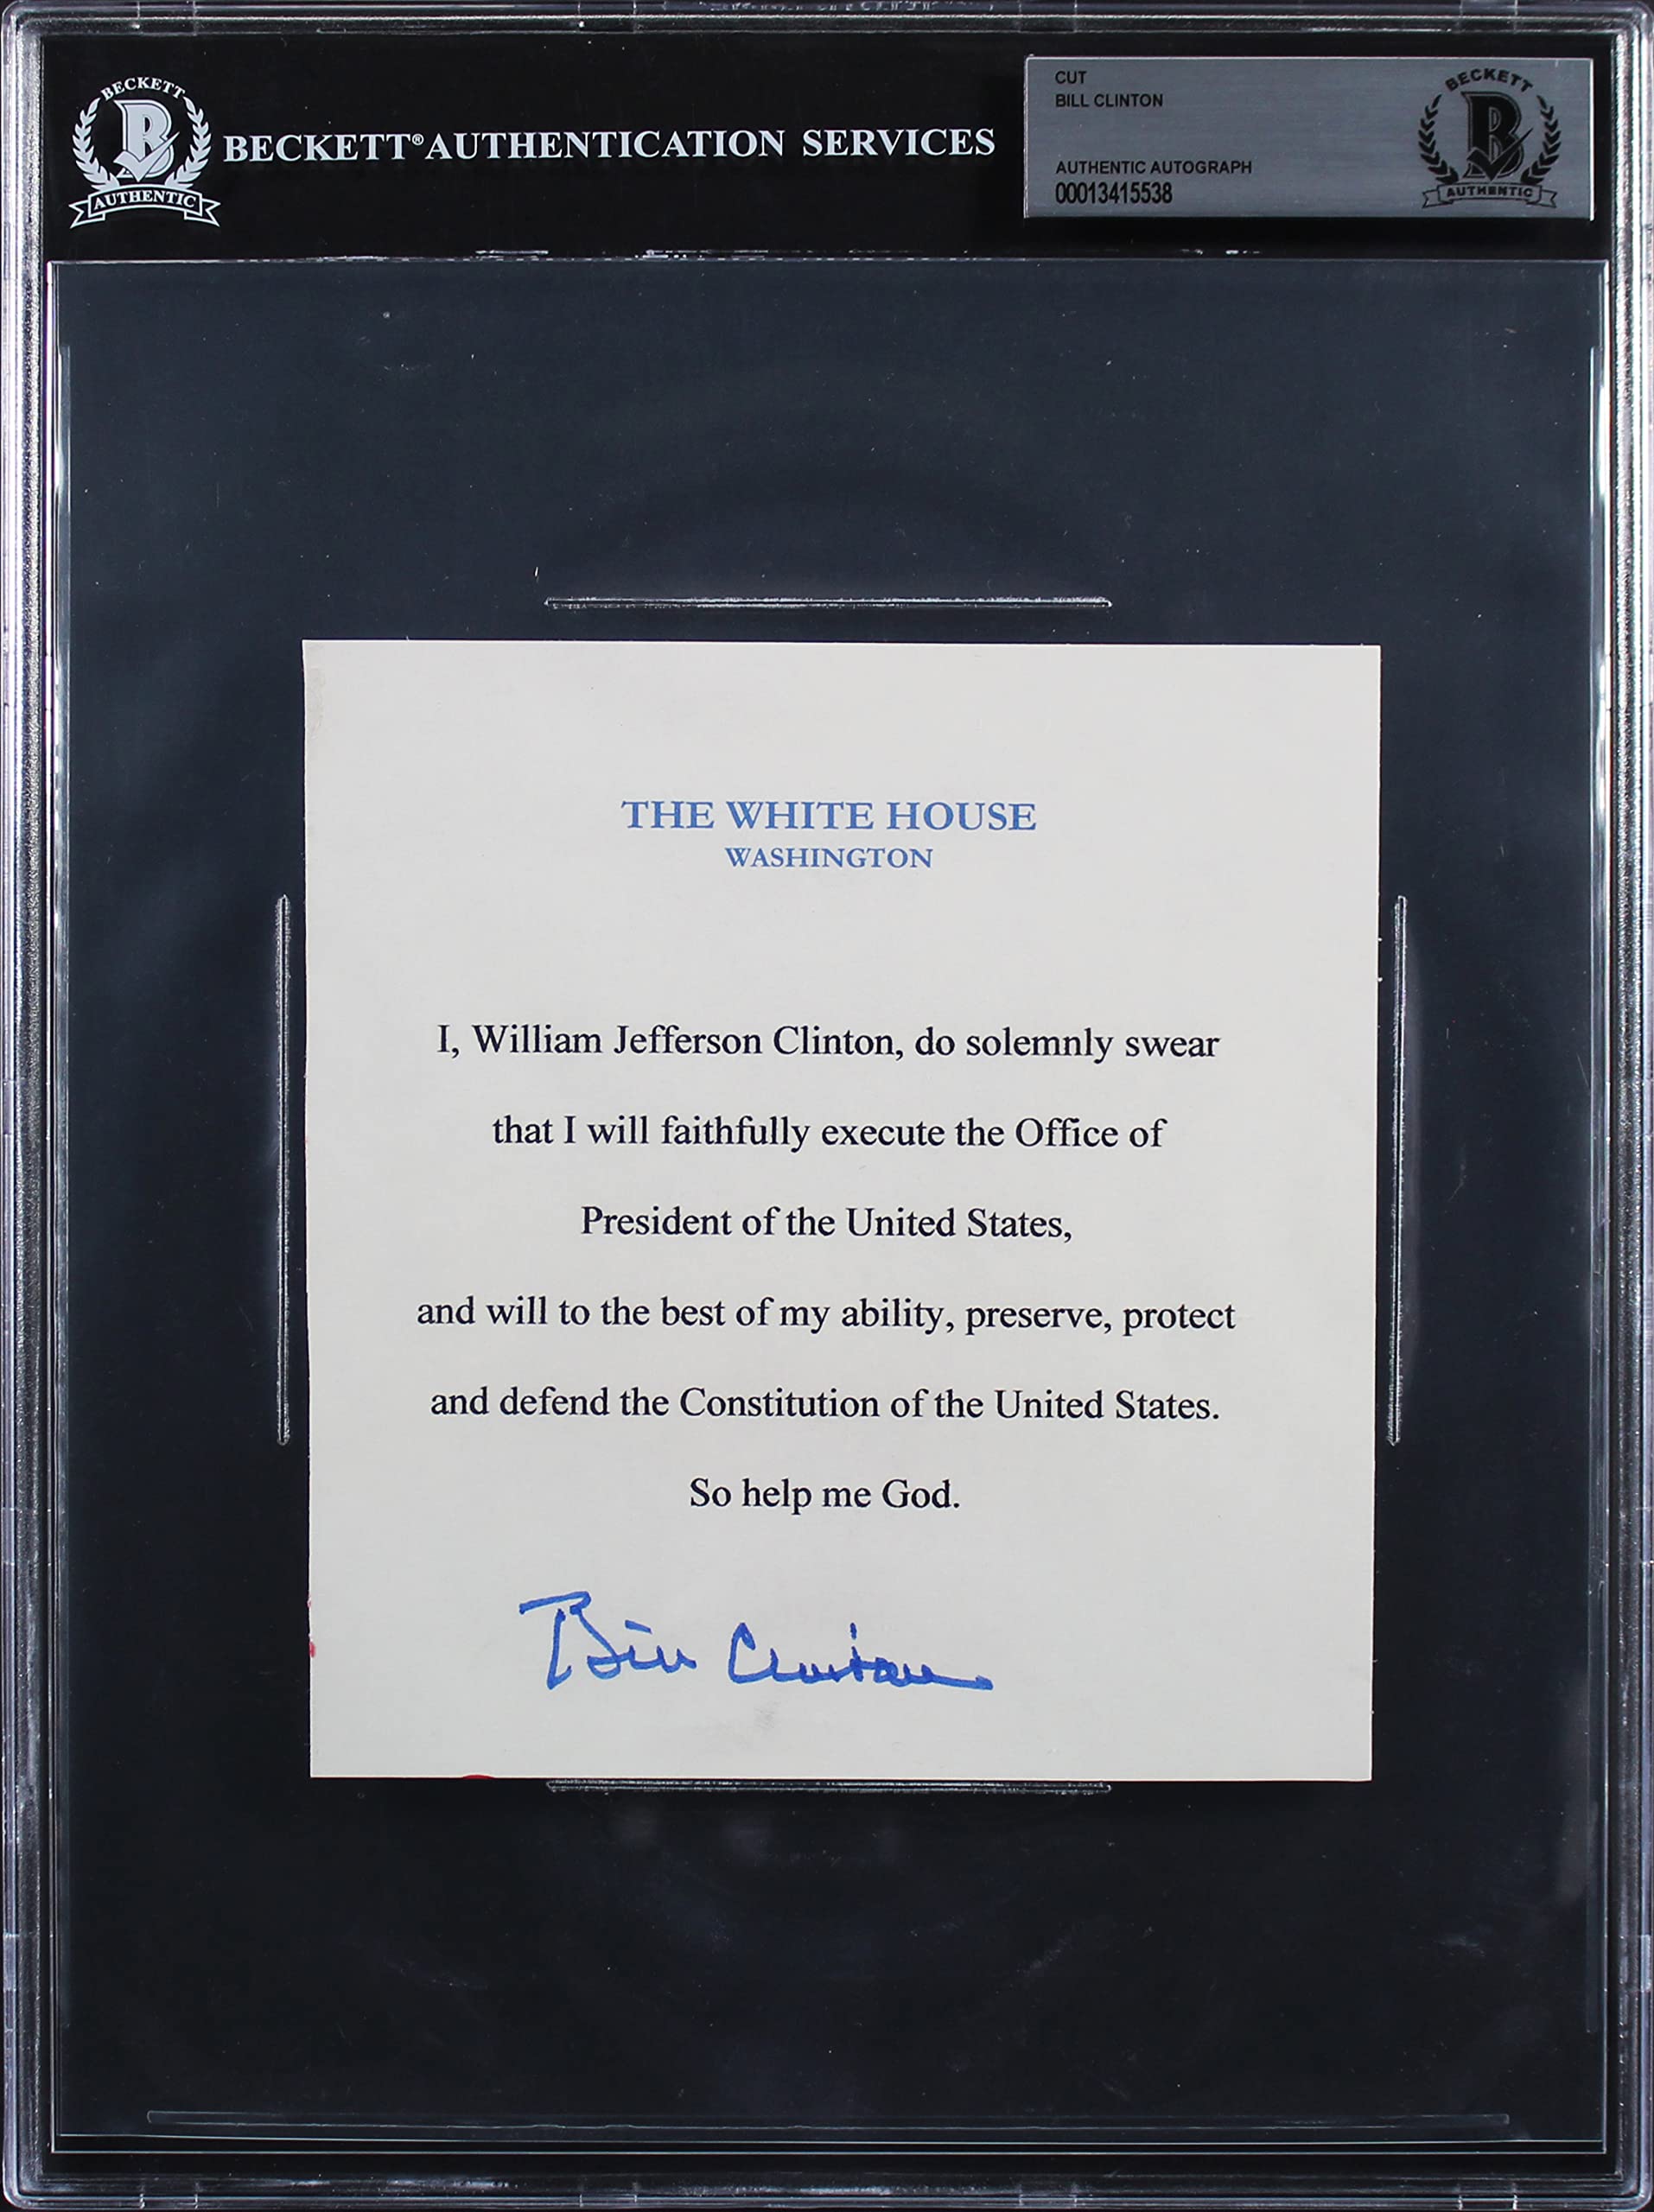 BECKETT
B
AUTHENTIC
BECKETT® AUTHENTICATION SERVICES
CUT
BILL CLINTON
AUTHENTIC AUTOGRAPH
00013415538
BECKETT
B
AUTHENTIC
THE WHITE HOUSE
WASHINGTON
I, William Jefferson Clinton, do solemnly swear
that I will faithfully execute the Office of
President of the United States,
and will to the best of my ability, preserve, protect
and defend the Constitution of the United States.
So help me God.
Bill Clinton